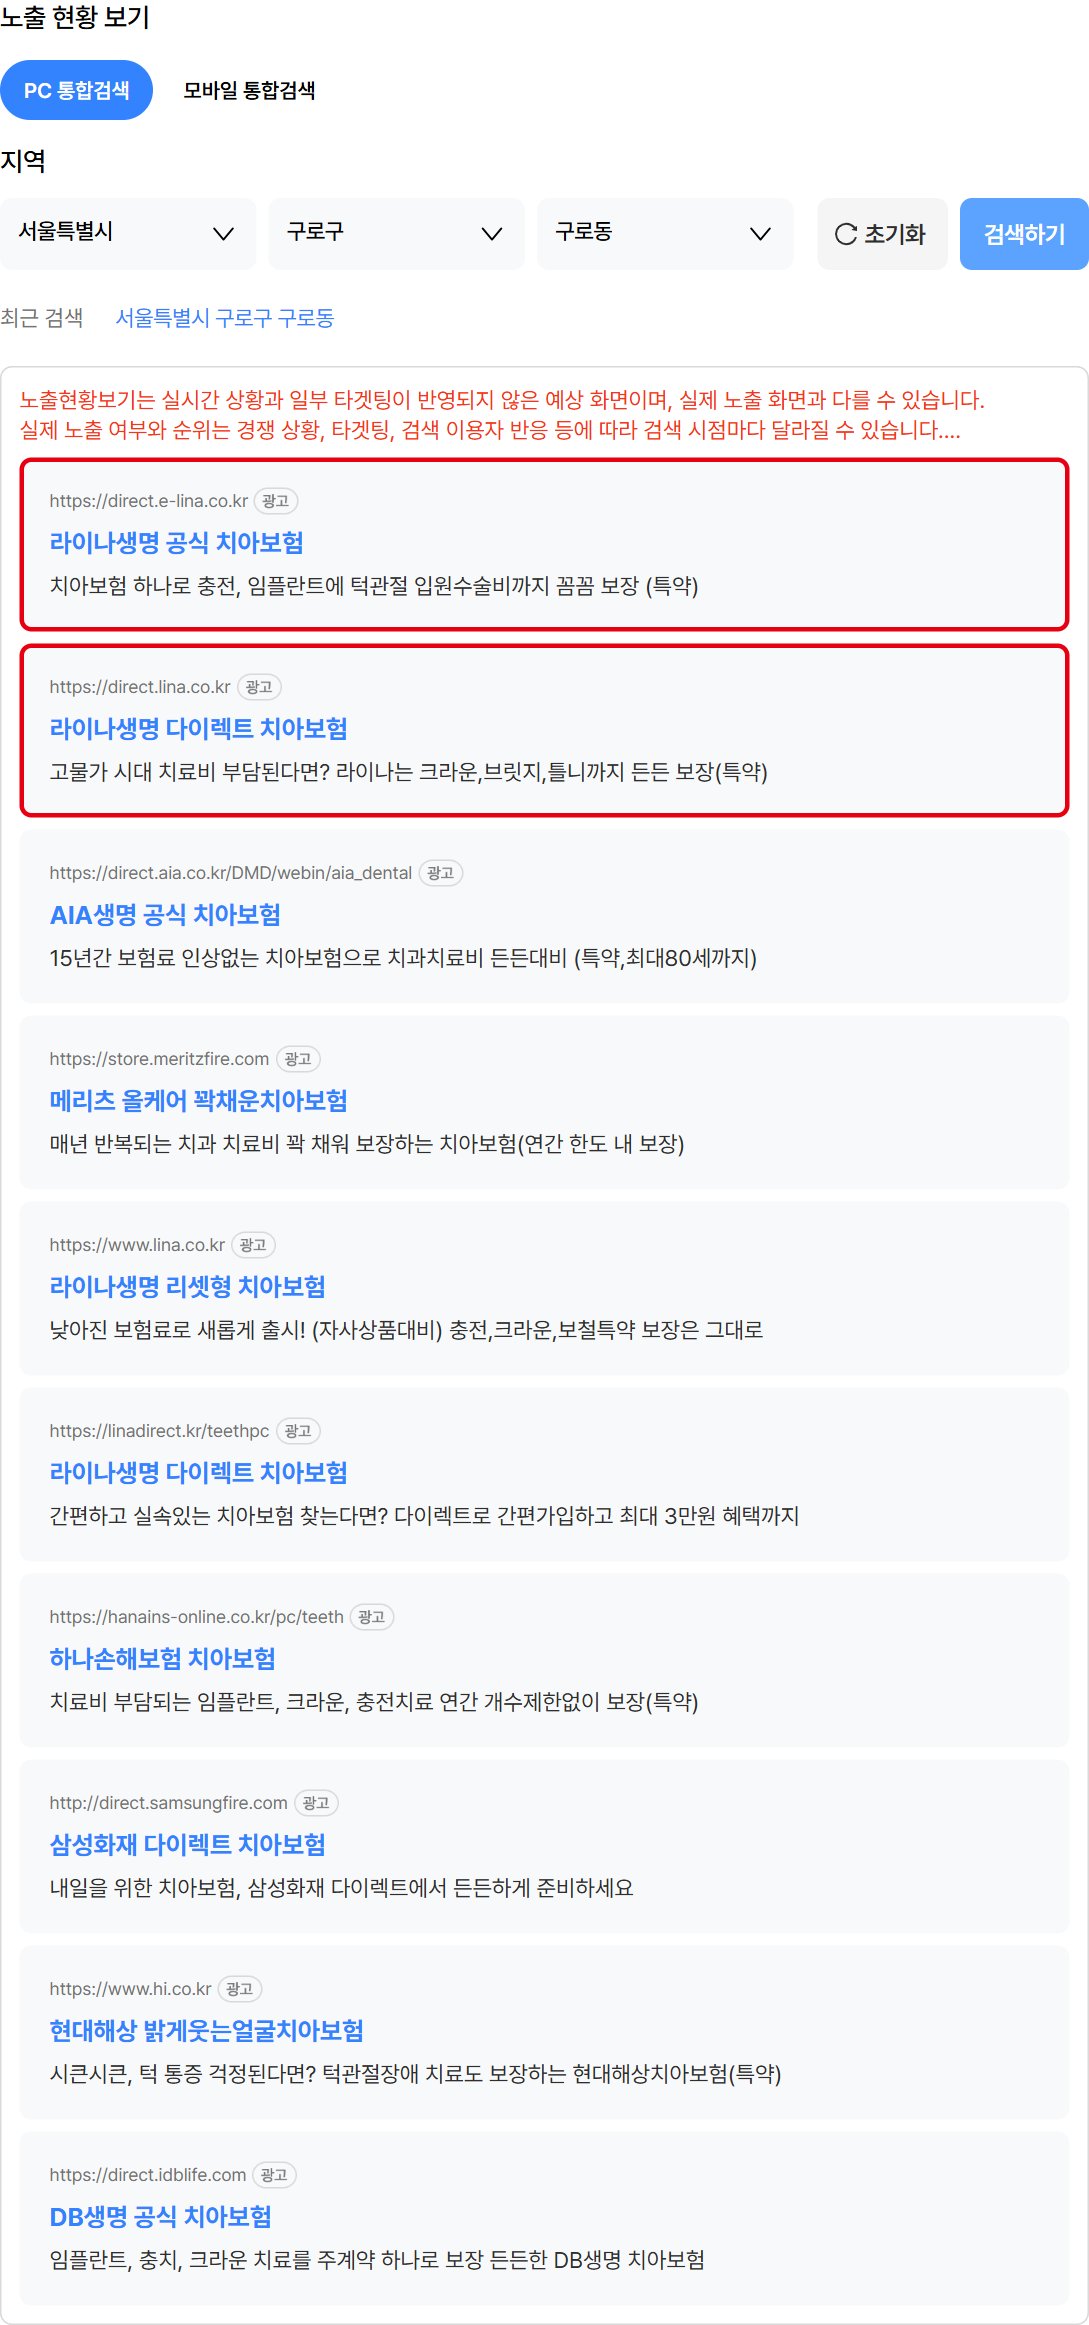 노출 현황 보기
PC 통합검색
모바일 통합검색
지역
서울특별시
구로구
구로동
초기화
검색하기
최근 검색
서울특별시 구로구 구로동
노출현황보기는 실시간 상황과 일부 타겟팅이 반영되지 않은 예상 화면이며, 실제 노출 화면과 다를 수 있습니다.
실제 노출 여부와 순위는 경쟁 상황, 타겟팅, 검색 이용자 반응 등에 따라 검색 시점마다 달라질 수 있습니다....
https://direct.e-lina.co.kr 광고
라이나생명 공식 치아보험
치아보험 하나로 충전, 임플란트에 턱관절 입원수술비까지 꼼꼼 보장 (특약)
https://direct.lina.co.kr 광고
라이나생명 다이렉트 치아보험
고물가 시대 치료비 부담된다면? 라이나는 크라운,브릿지,틀니까지 든든 보장(특약)
https://direct.aia.co.kr/DMD/webin/aia_dental 광고
AIA생명 공식 치아보험
15년간 보험료 인상없는 치아보험으로 치과치료비 든든대비 (특약,최대80세까지)
https://store.meritzfire.com 광고
메리츠 올케어 꽉채운치아보험
매년 반복되는 치과 치료비 꽉 채워 보장하는 치아보험(연간 한도 내 보장)
https://www.lina.co.kr 광고
라이나생명 리셋형 치아보험
낮아진 보험료로 새롭게 출시! (자사상품대비) 충전,크라운,보철특약 보장은 그대로
https://linadirect.kr/teethpc 광고
라이나생명 다이렉트 치아보험
간편하고 실속있는 치아보험 찾는다면? 다이렉트로 간편가입하고 최대 3만원 혜택까지
https://hanains-online.co.kr/pc/teeth 광고
하나손해보험 치아보험
치료비 부담되는 임플란트, 크라운, 충전치료 연간 개수제한없이 보장(특약)
http://direct.samsungfire.com 광고
삼성화재 다이렉트 치아보험
내일을 위한 치아보험, 삼성화재 다이렉트에서 든든하게 준비하세요
https://www.hi.co.kr 광고
현대해상 밝게웃는얼굴치아보험
시큰시큰, 턱 통증 걱정된다면? 턱관절장애 치료도 보장하는 현대해상치아보험(특약)
https://direct.idblife.com 광고
DB생명 공식 치아보험
임플란트, 충치, 크라운 치료를 주계약 하나로 보장 든든한 DB생명 치아보험